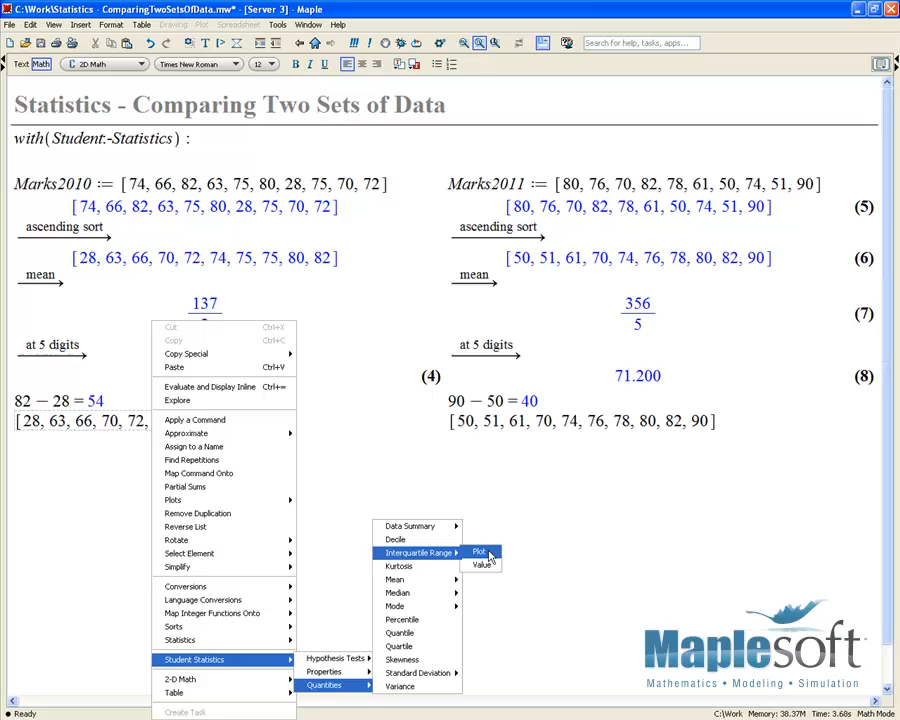 C:\Work\Statistics - ComparingTwoSetsOfData.mw* - [Server 3] - Maple
File Edit View Insert Format Table Drawing Plot Spreadsheet Tools Window Help
Search for help, tasks, apps...
Text Math C 2D Math Times New Roman 12 B I U
Statistics - Comparing Two Sets of Data
with(Student:-Statistics) :
Marks2010 := [74, 66, 82, 63, 75, 80, 28, 75, 70, 72] Marks2011 := [80, 76, 70, 82, 78, 61, 50, 74, 51, 90]
[74, 66, 82, 63, 75, 80, 28, 75, 70, 72] [80, 76, 70, 82, 78, 61, 50, 74, 51, 90] (5)
ascending sort ascending sort
[28, 63, 66, 70, 72, 74, 75, 75, 80, 82] [50, 51, 61, 70, 74, 76, 78, 80, 82, 90] (6)
mean mean
137 356
5 (7)
at 5 digits at 5 digits
(4) 71.200 (8)
82 − 28 = 54 90 − 50 = 40
[28, 63, 66, 70, 72, [50, 51, 61, 70, 74, 76, 78, 80, 82, 90]
Cut Ctrl+X
Copy Ctrl+C
Copy Special
Paste Ctrl+V
Evaluate and Display Inline Ctrl+=
Explore
Apply a Command
Approximate
Assign to a Name
Find Repetitions
Map Command Onto
Partial Sums
Plots
Remove Duplication
Reverse List
Rotate
Select Element
Simplify
Conversions
Language Conversions
Map Integer Functions Onto
Sorts
Statistics
Student Statistics
2-D Math
Table
Create Task
Hypothesis Tests
Properties
Quantities
Data Summary
Decile
Interquartile Range
Kurtosis
Mean
Median
Mode
Percentile
Quantile
Quartile
Skewness
Standard Deviation
Variance
Plot
Value
Maplesoft
Mathematics • Modeling • Simulation
Ready C:\Work Memory: 38.37M Time: 3.68s Math Mode